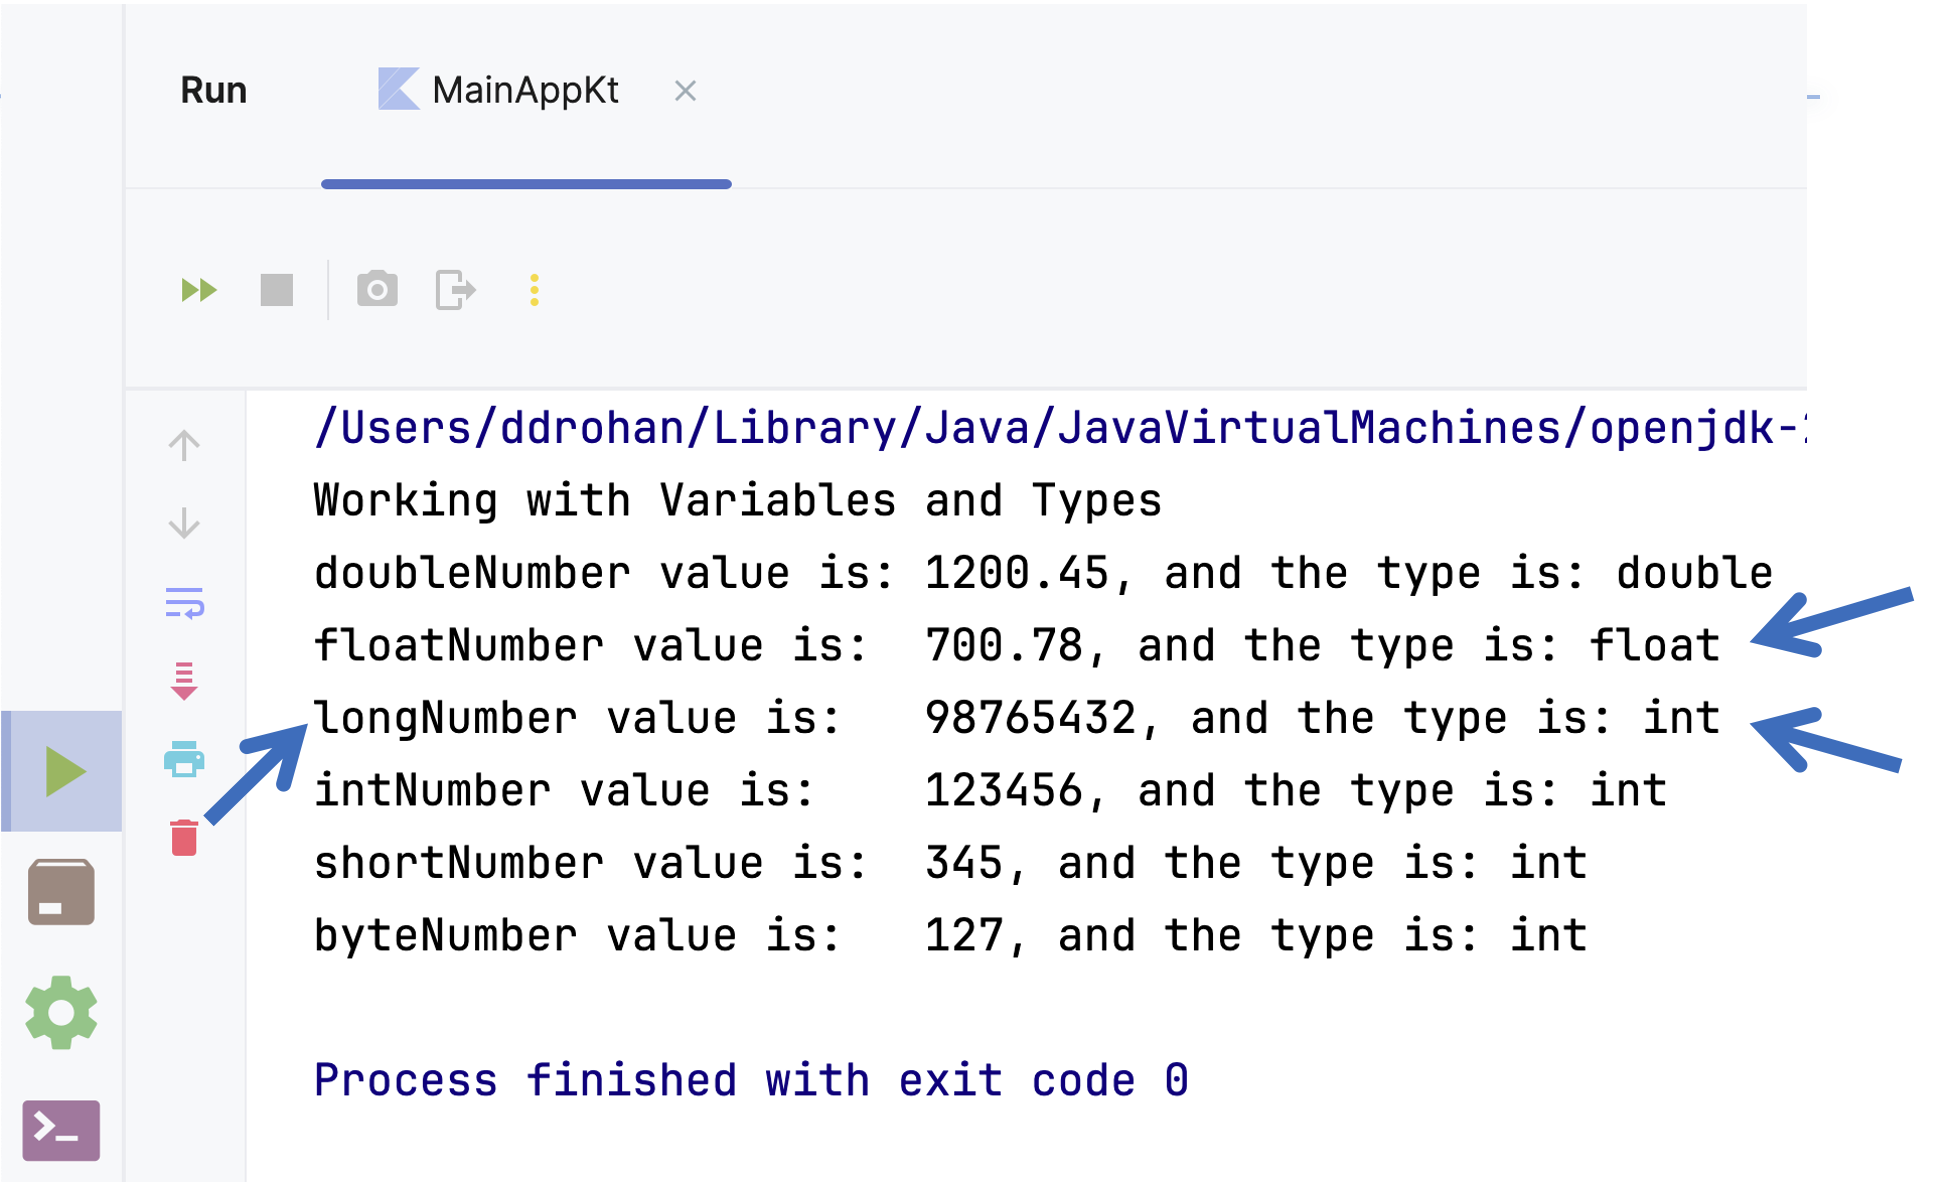 Run MainAppKt
/Users/ddrohan/Library/Java/JavaVirtualMachines/openjdk-
Working with Variables and Types
doubleNumber value is: 1200.45, and the type is: double
floatNumber value is:  700.78, and the type is: float
longNumber value is:   98765432, and the type is: int
intNumber value is:    123456, and the type is: int
shortNumber value is:  345, and the type is: int
byteNumber value is:   127, and the type is: int
Process finished with exit code 0